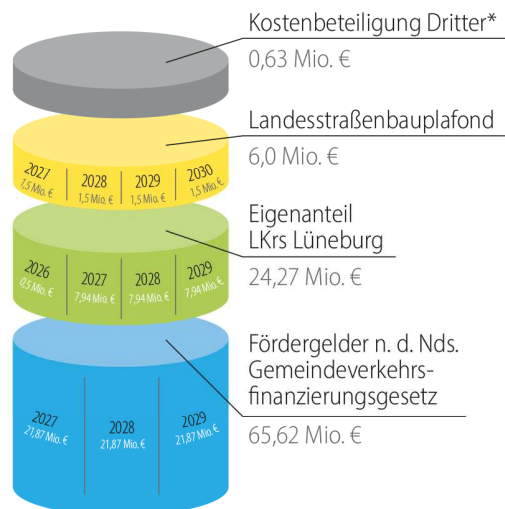 Kostenbeteiligung Dritter*
0,63 Mio. €
Landesstraßenbauplafond
6,0 Mio. €
2027 2028 2029 2030
1,5 Mio. € 1,5 Mio. € 1,5 Mio. € 1,5 Mio. €
Eigenanteil
LKrs Lüneburg
24,27 Mio. €
2026 2027 2028 2029
0,5 Mio. € 7,94 Mio. € 7,94 Mio. € 7,94 Mio. €
Fördergelder n. d. Nds.
Gemeindeverkehrs-
finanzierungsgesetz
65,62 Mio. €
2027 2028 2029
21,87 Mio. € 21,87 Mio. € 21,87 Mio. €